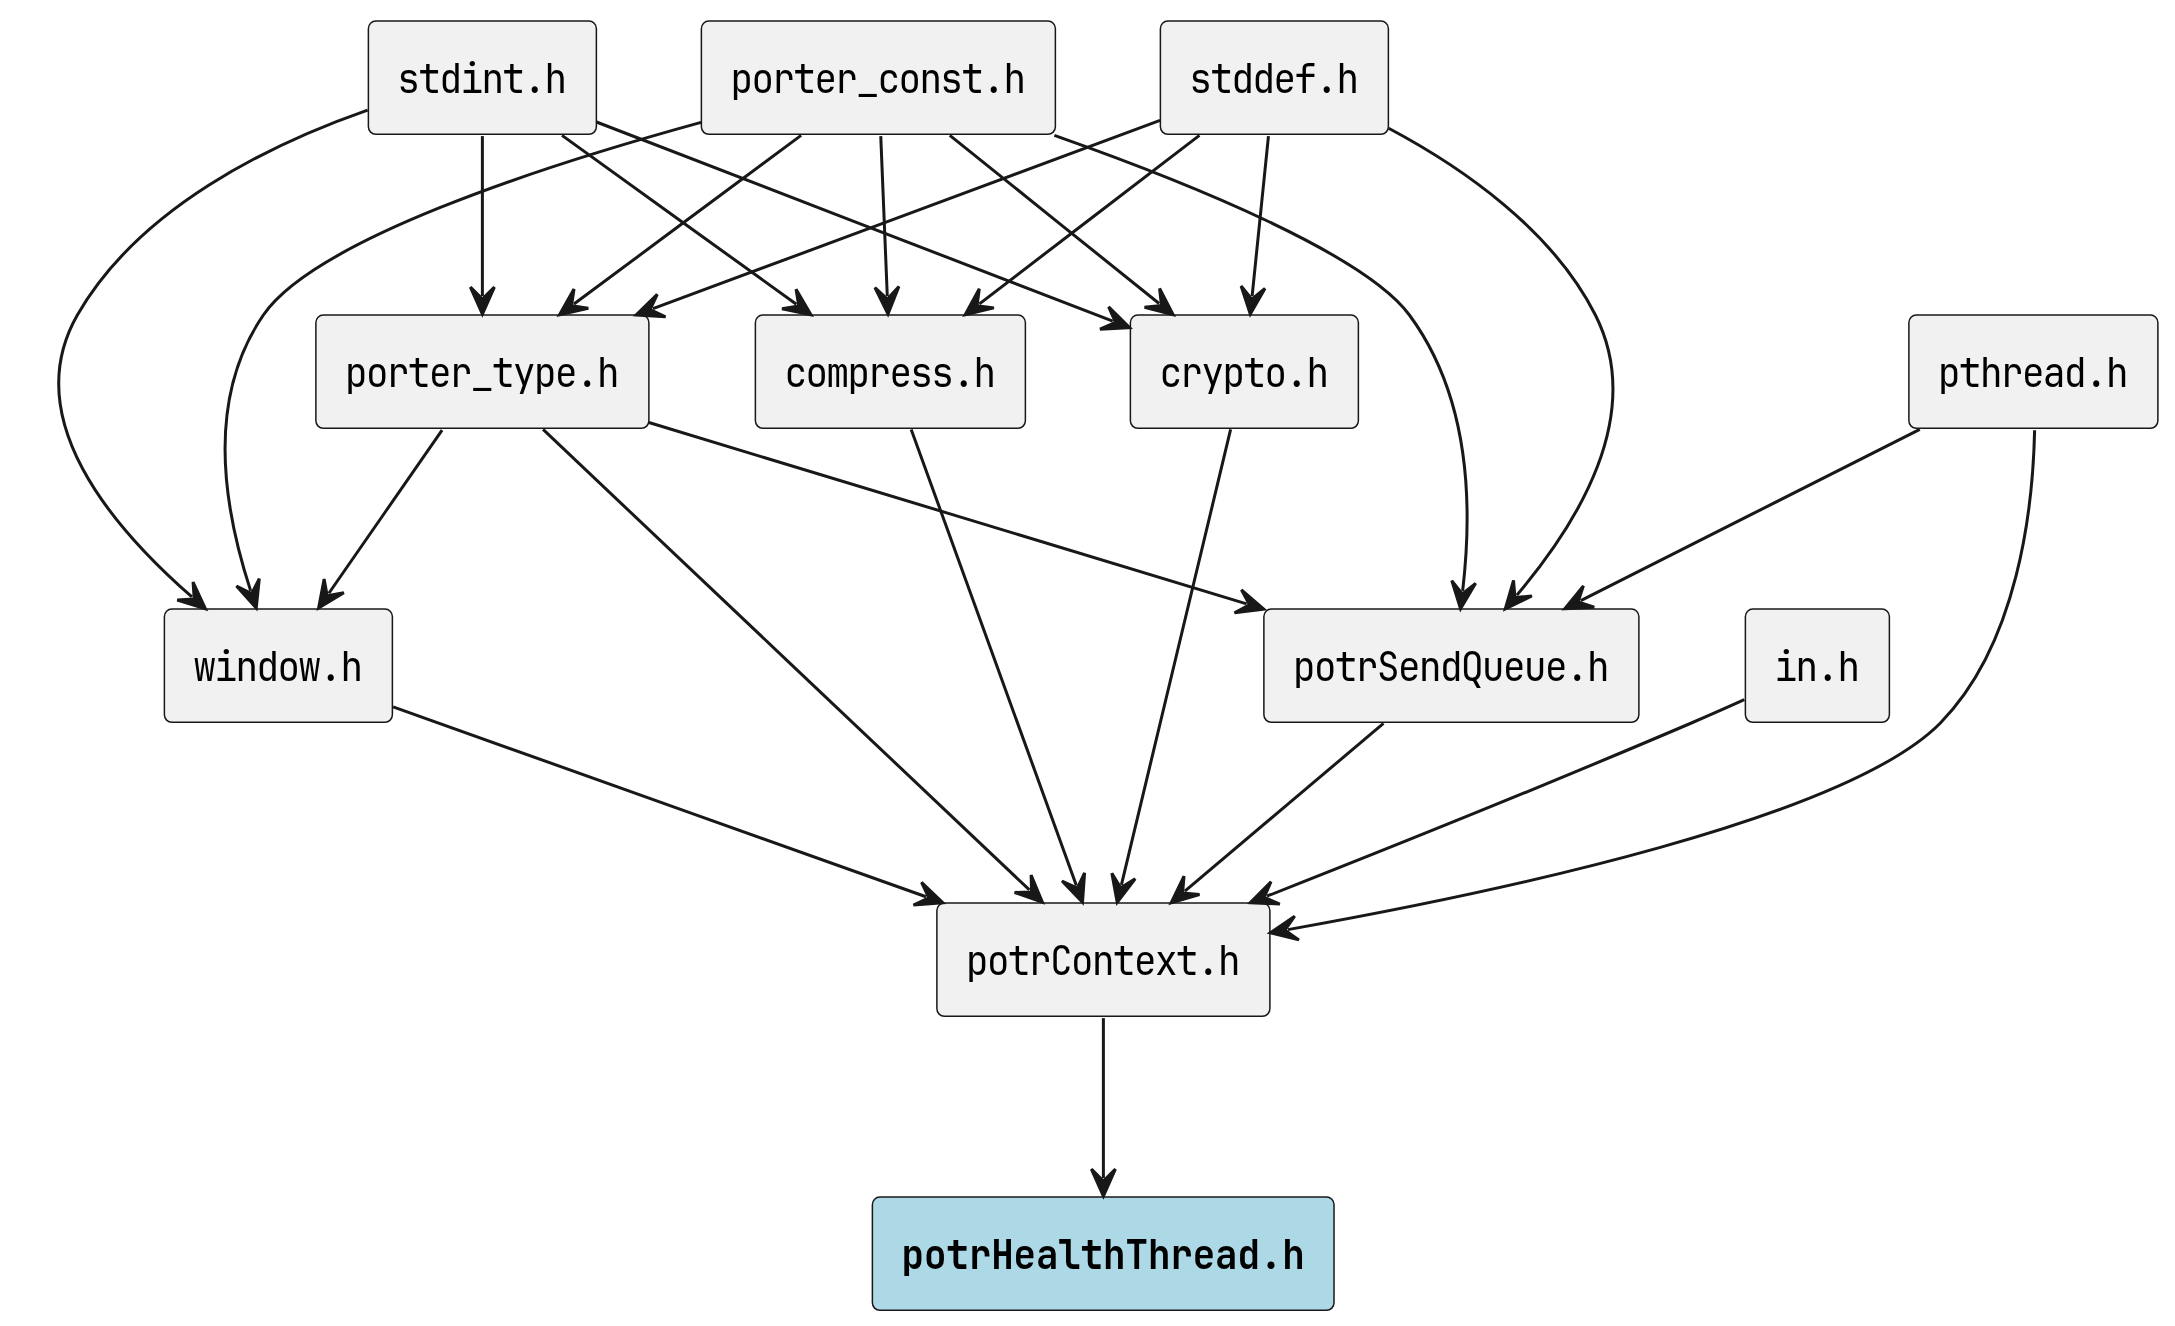 stdint.h
porter_const.h
stddef.h
porter_type.h
compress.h
crypto.h
pthread.h
window.h
potrSendQueue.h
in.h
potrContext.h
potrHealthThread.h